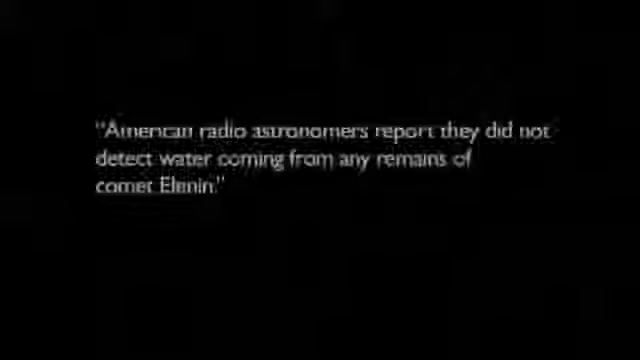 "American radio astronomers report they did not
detect water coming from any remains of
comet Elenin."